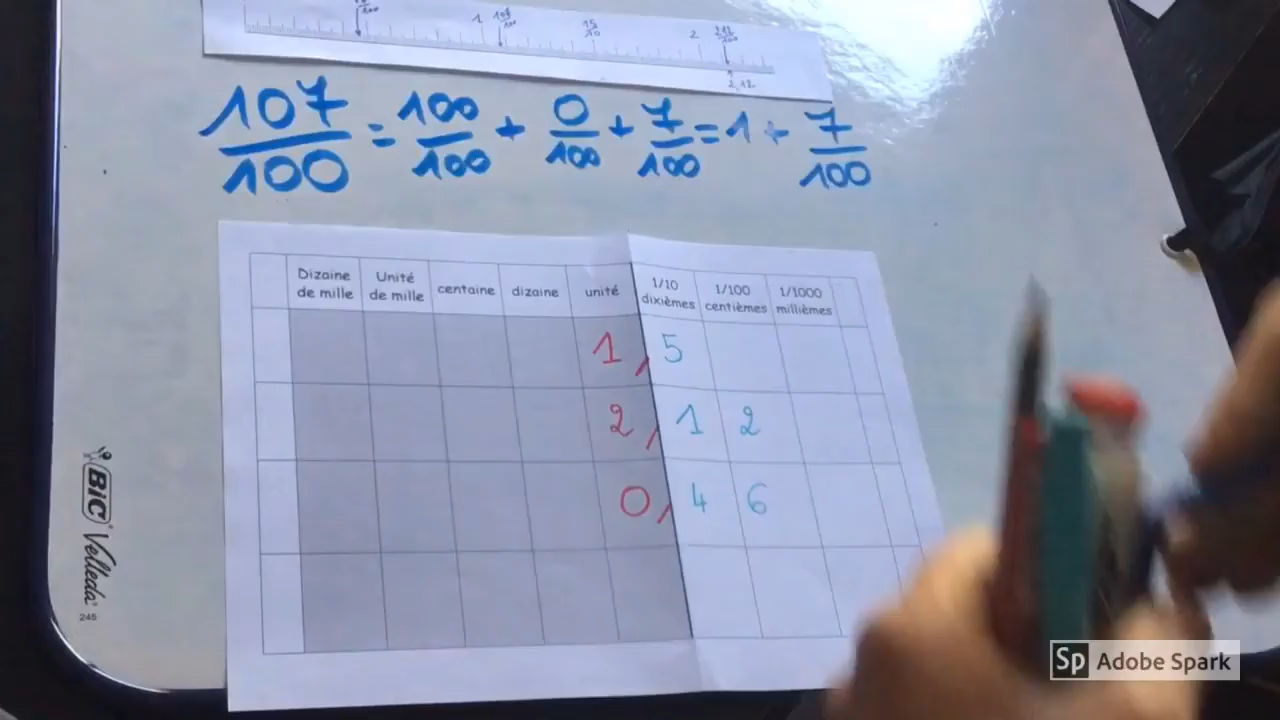 1 108/100 15/10 2 212/100
2,12
107/100 = 100/100 + 0/100 + 7/100 = 1 + 7/100
Dizaine de mille Unité de mille centaine dizaine unité 1/10 dixièmes 1/100 centièmes 1/1000 millièmes
1, 5
2, 1 2
0, 4 6
BIC Velleda
245
Sp Adobe Spark